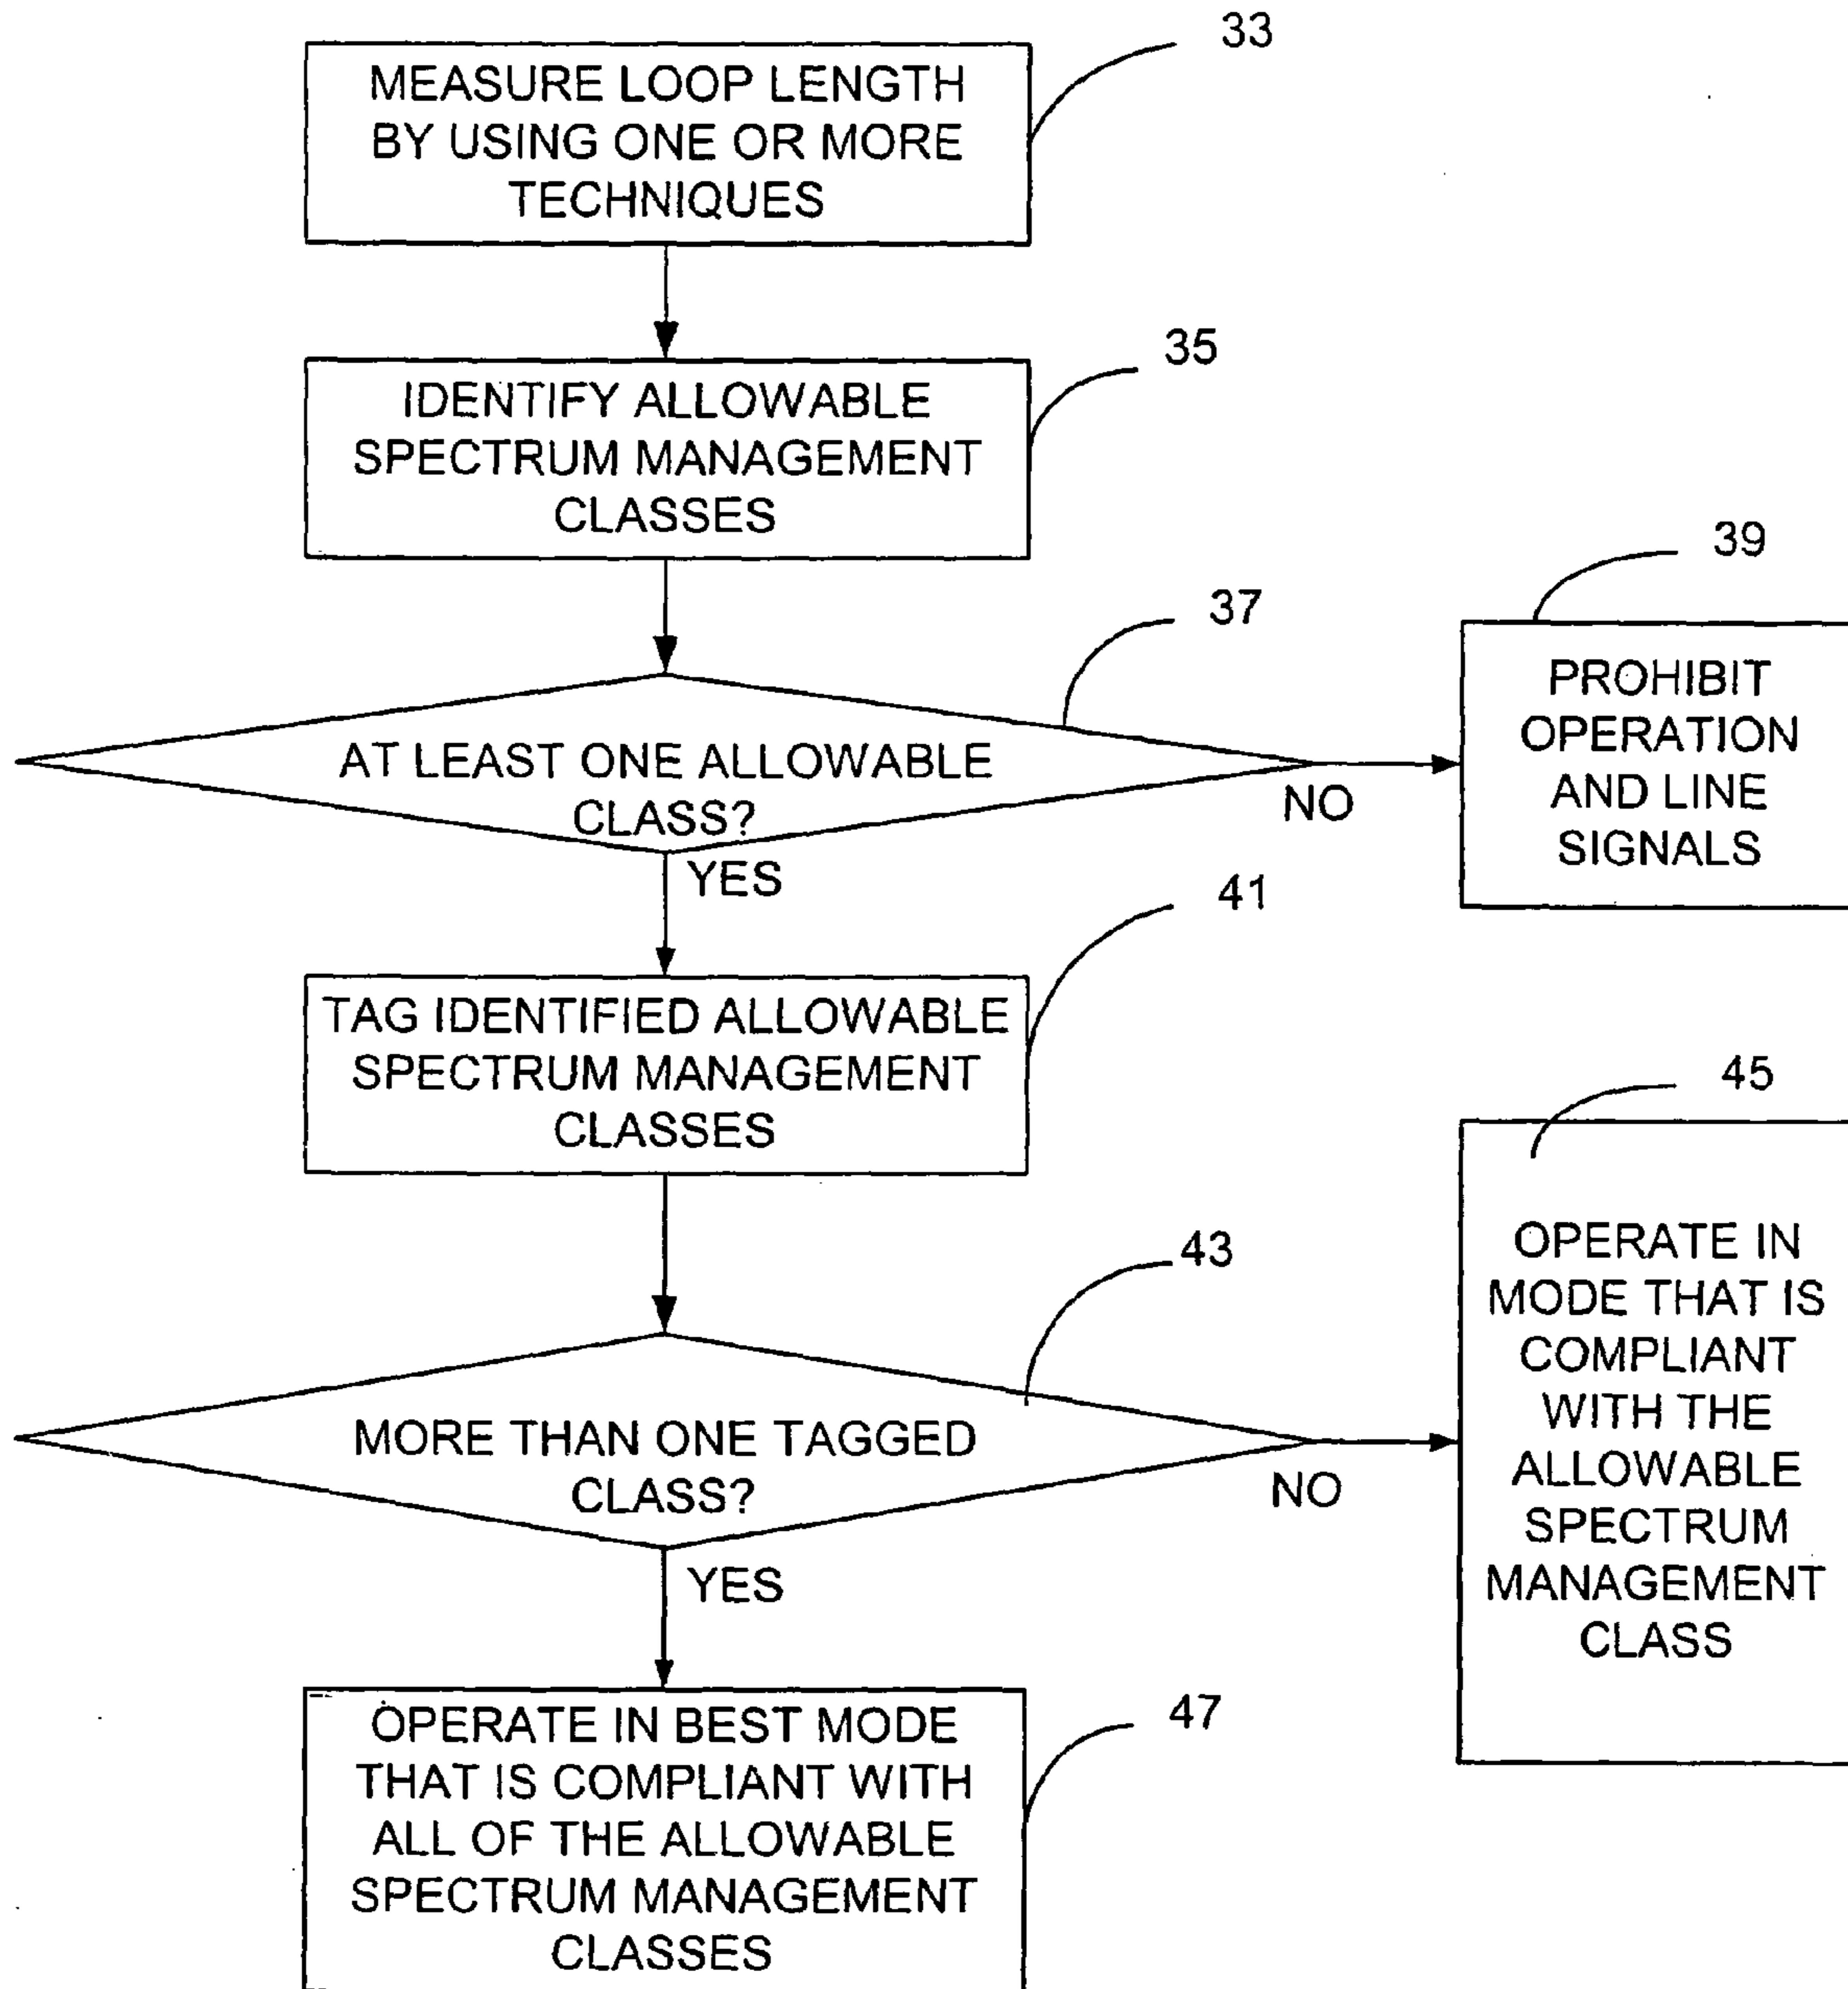 33
MEASURE LOOP LENGTH
BY USING ONE OR MORE
TECHNIQUES
35
IDENTIFY ALLOWABLE
SPECTRUM MANAGEMENT
CLASSES
37
AT LEAST ONE ALLOWABLE
CLASS?
NO
39
PROHIBIT
OPERATION
AND LINE
SIGNALS
YES
41
TAG IDENTIFIED ALLOWABLE
SPECTRUM MANAGEMENT
CLASSES
43
MORE THAN ONE TAGGED
CLASS?
NO
45
OPERATE IN
MODE THAT IS
COMPLIANT
WITH THE
ALLOWABLE
SPECTRUM
MANAGEMENT
CLASS
YES
47
OPERATE IN BEST MODE
THAT IS COMPLIANT WITH
ALL OF THE ALLOWABLE
SPECTRUM MANAGEMENT
CLASSES